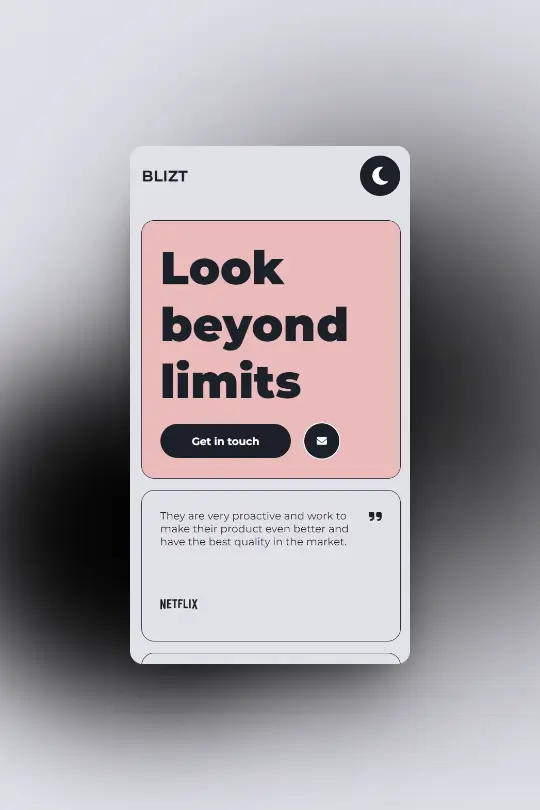 BLIZT
Look
beyond
limits
Get in touch
They are very proactive and work to
make their product even better and
have the best quality in the market.
NETFLIX